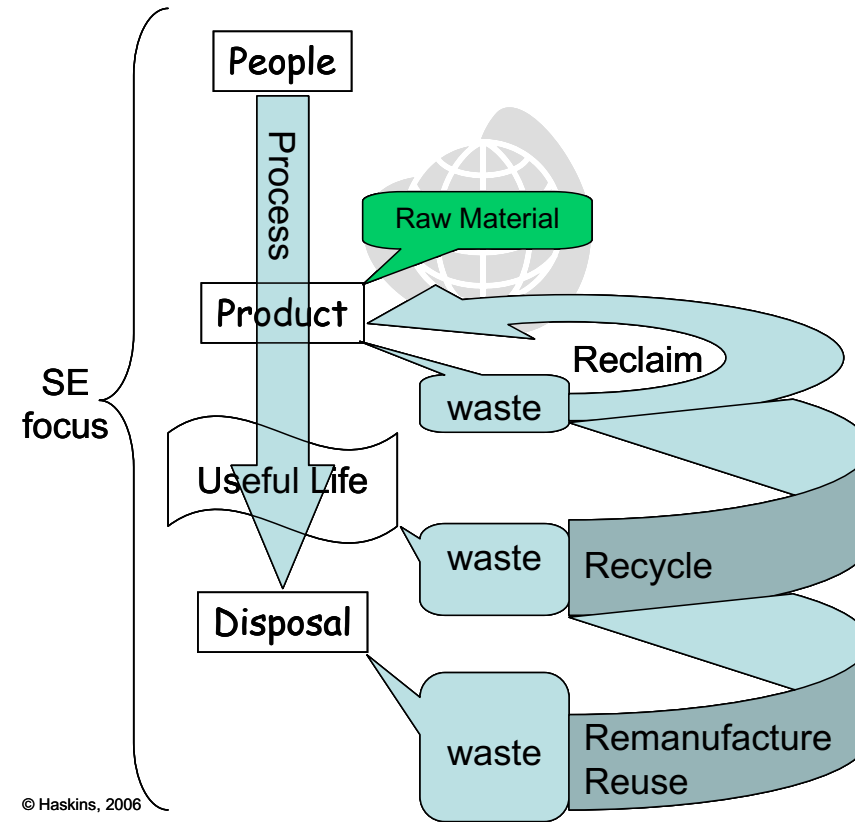 People
Process
Raw Material
Product
Reclaim
SE
focus
waste
Useful Life
waste
Recycle
Disposal
waste
Remanufacture
Reuse
© Haskins, 2006